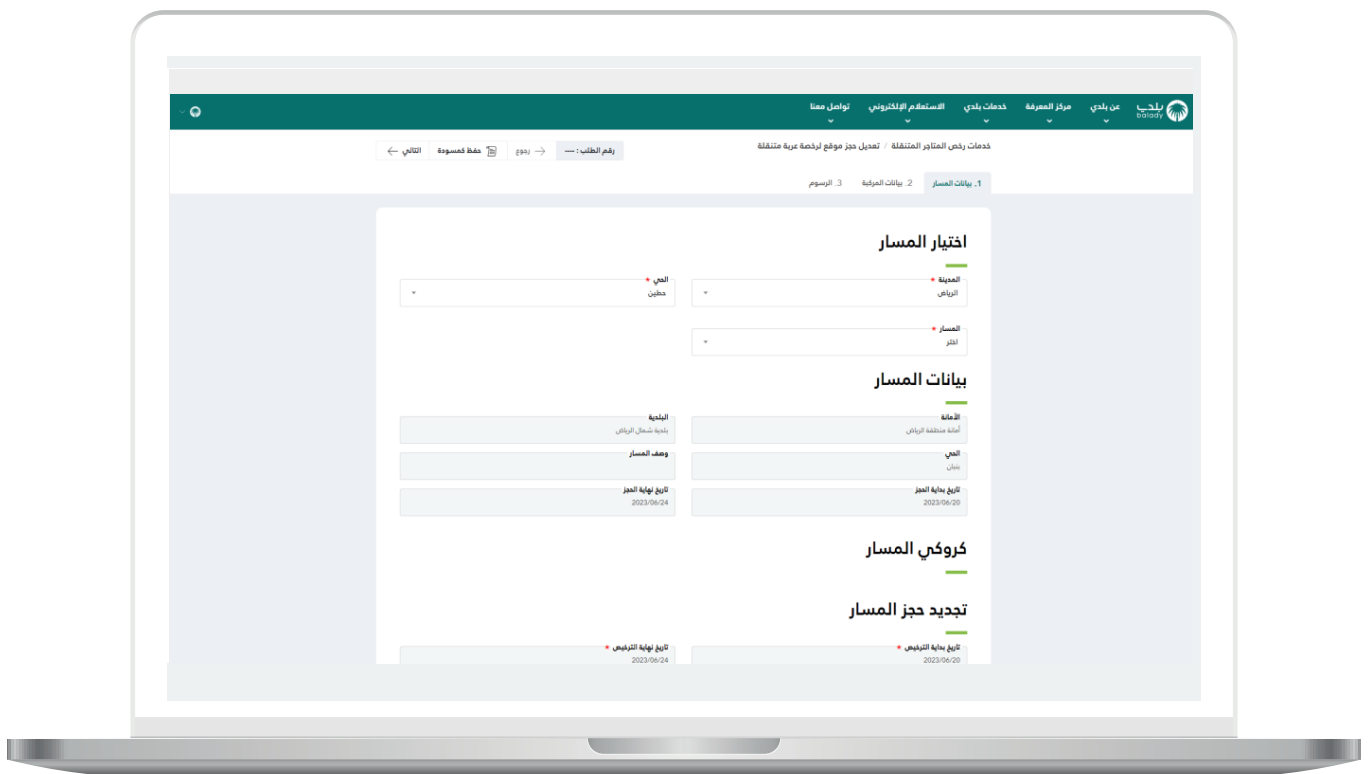 بلدي
balady
عن بلدي
مركز المعرفة
خدمات بلدي
الاستعلام الإلكتروني
تواصل معنا
خدمات رخص المتاجر المتنقلة / تعديل حجز موقع لرخصة عربة متنقلة
رقم الطلب : ----
رجوع
حفظ كمسودة
التالي
1. بيانات المسار
2. بيانات المركبة
3. الرسوم
اختيار المسار
المدينة *
الرياض
الحي *
حطين
المسار *
اختر
بيانات المسار
الأمانة
أمانة منطقة الرياض
البلدية
بلدية شمال الرياض
الحي
بنبان
وصف المسار
تاريخ بداية الحجز
2023/06/20
تاريخ نهاية الحجز
2023/06/24
كروكي المسار
تجديد حجز المسار
تاريخ بداية الترخيص *
2023/06/20
تاريخ نهاية الترخيص *
2023/06/24